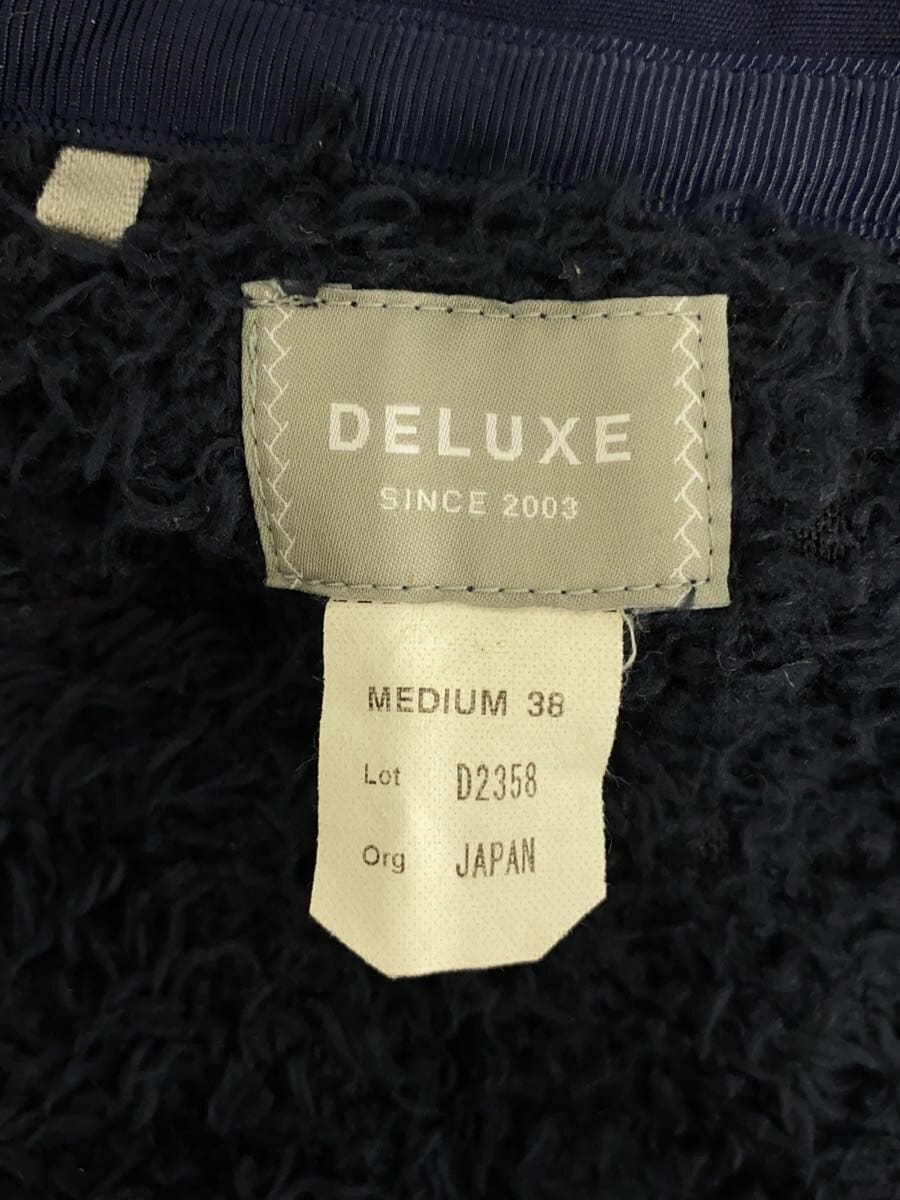 DELUXE
SINCE 2003
MEDIUM 38
Lot D2358
Org JAPAN